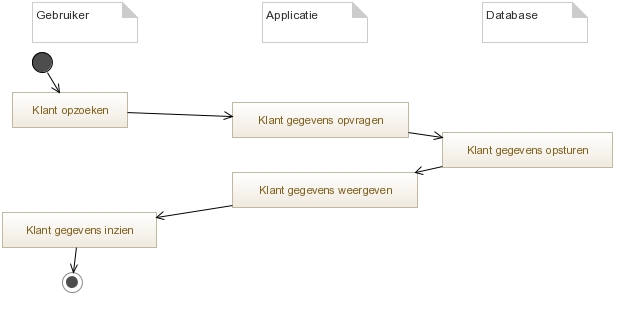 Gebruiker
Applicatie
Database
Klant opzoeken
Klant gegevens opvragen
Klant gegevens opsturen
Klant gegevens weergeven
Klant gegevens inzien